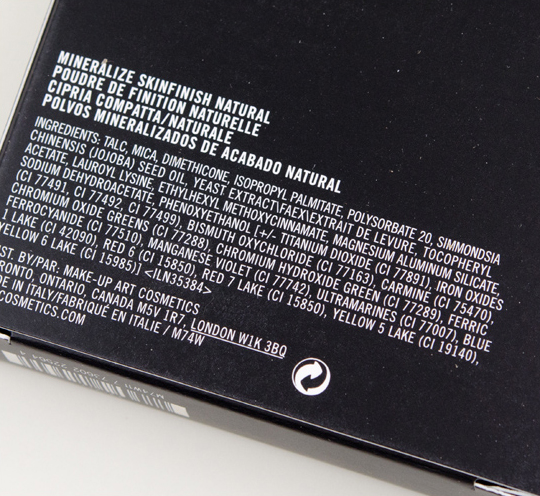 MINERALIZE SKINFINISH NATURAL
POUDRE DE FINITION NATURELLE
CIPRIA COMPATTA/NATURALE
POLVOS MINERALIZADOS DE ACABADO NATURAL
INGREDIENTS: TALC, MICA, DIMETHICONE, ISOPROPYL PALMITATE, POLYSORBATE 20, SIMMONDSIA
CHINENSIS (JOJOBA) SEED OIL, YEAST EXTRACT\FAEX\EXTRAIT DE LEVURE, TOCOPHERYL
ACETATE, LAUROYL LYSINE, ETHYLHEXYL METHOXYCINNAMATE, MAGNESIUM ALUMINUM SILICATE,
SODIUM DEHYDROACETATE, PHENOXYETHANOL [+/- TITANIUM DIOXIDE (CI 77891), IRON OXIDES
(CI 77491, CI 77492, CI 77499), BISMUTH OXYCHLORIDE (CI 77163), CARMINE (CI 75470),
CHROMIUM OXIDE GREENS (CI 77288), CHROMIUM HYDROXIDE GREEN (CI 77289), FERRIC
FERROCYANIDE (CI 77510), MANGANESE VIOLET (CI 77742), ULTRAMARINES (CI 77007), BLUE
1 LAKE (CI 42090), RED 6 (CI 15850), RED 7 LAKE (CI 15850), YELLOW 5 LAKE (CI 19140),
YELLOW 6 LAKE (CI 15985)] <ILN35384>
IST. BY/PAR. MAKE-UP ART COSMETICS
RONTO, ONTARIO, CANADA M5V 1R7, LONDON W1K 3BQ
DE IN ITALY/FABRIQUÉ EN ITALIE / M74W
COSMETICS.COM